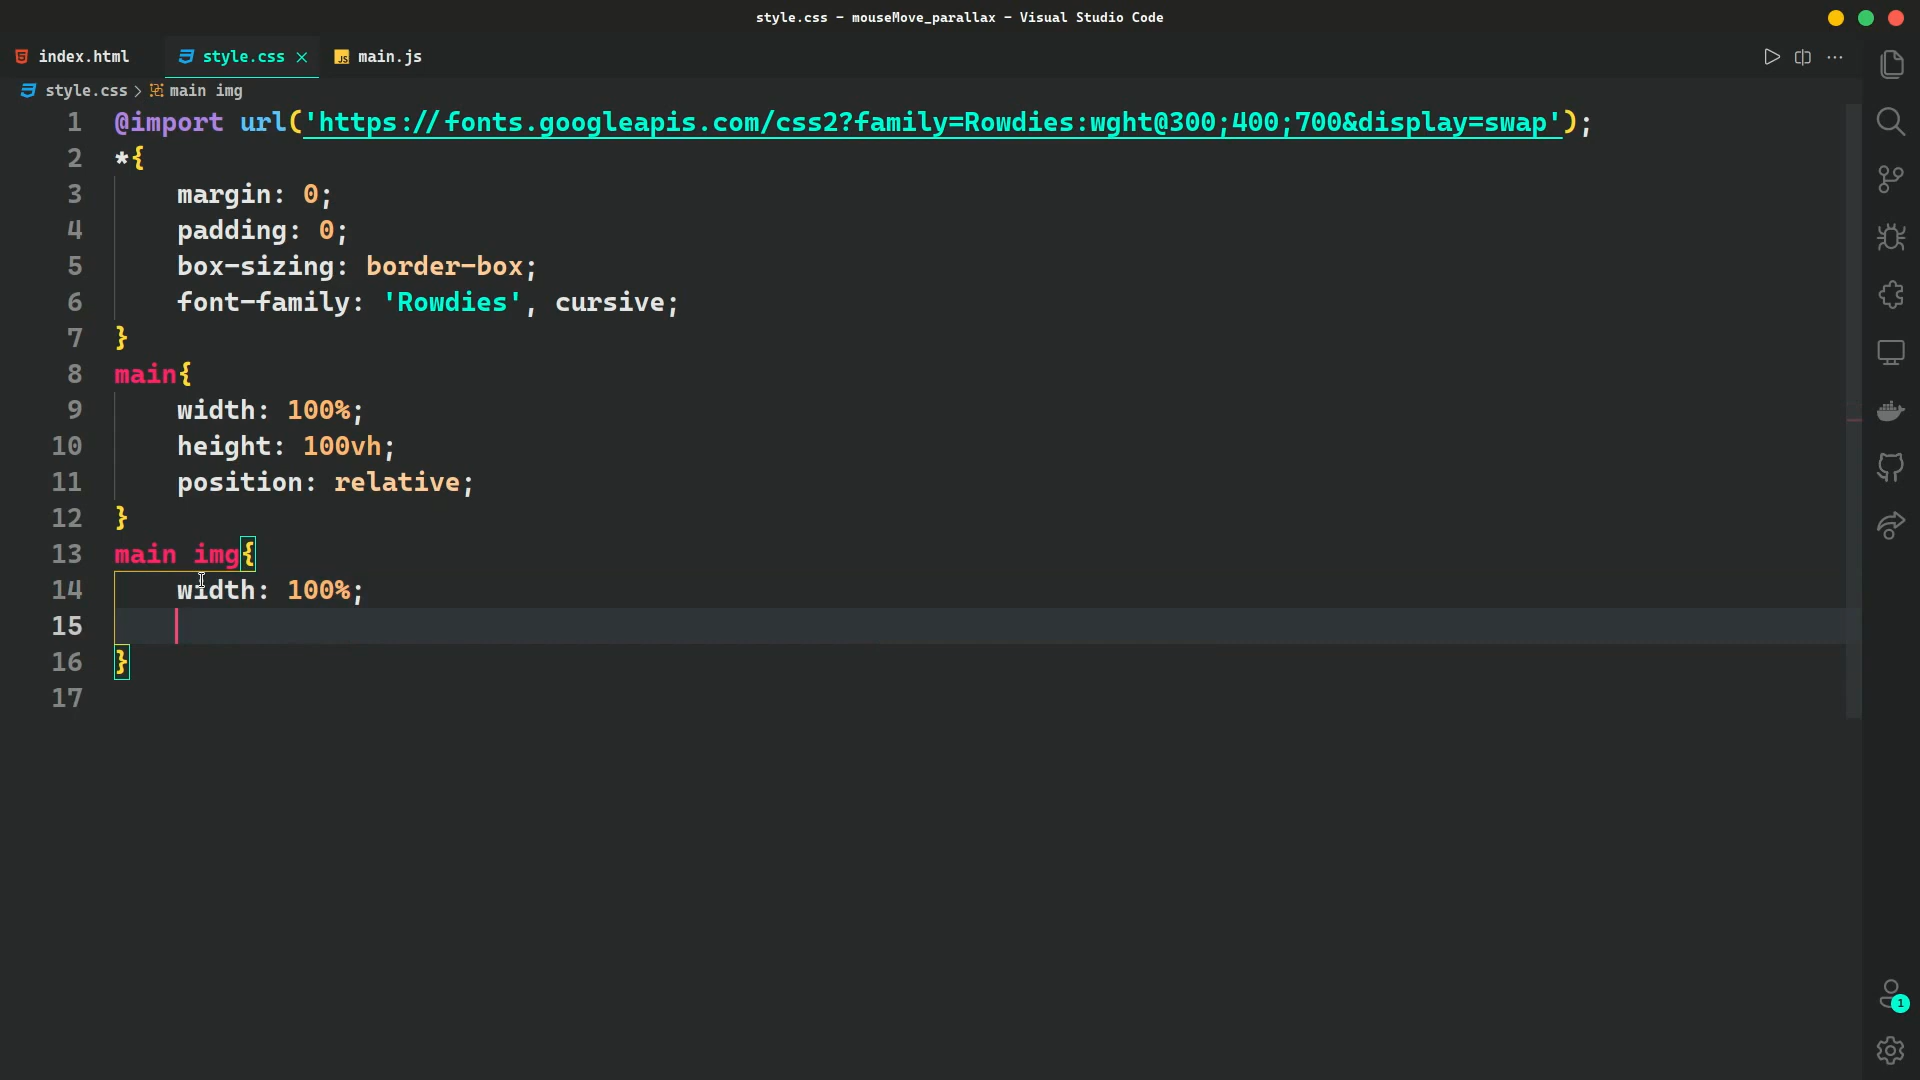 style.css - mouseMove_parallax - Visual Studio Code
index.html style.css main.js
style.css > main img
1 @import url('https://fonts.googleapis.com/css2?family=Rowdies:wght@300;400;700&display=swap');
2 *{
3 margin: 0;
4 padding: 0;
5 box-sizing: border-box;
6 font-family: 'Rowdies', cursive;
7 }
8 main{
9 width: 100%;
10 height: 100vh;
11 position: relative;
12 }
13 main img{
14 width: 100%;
15
16 }
17
1